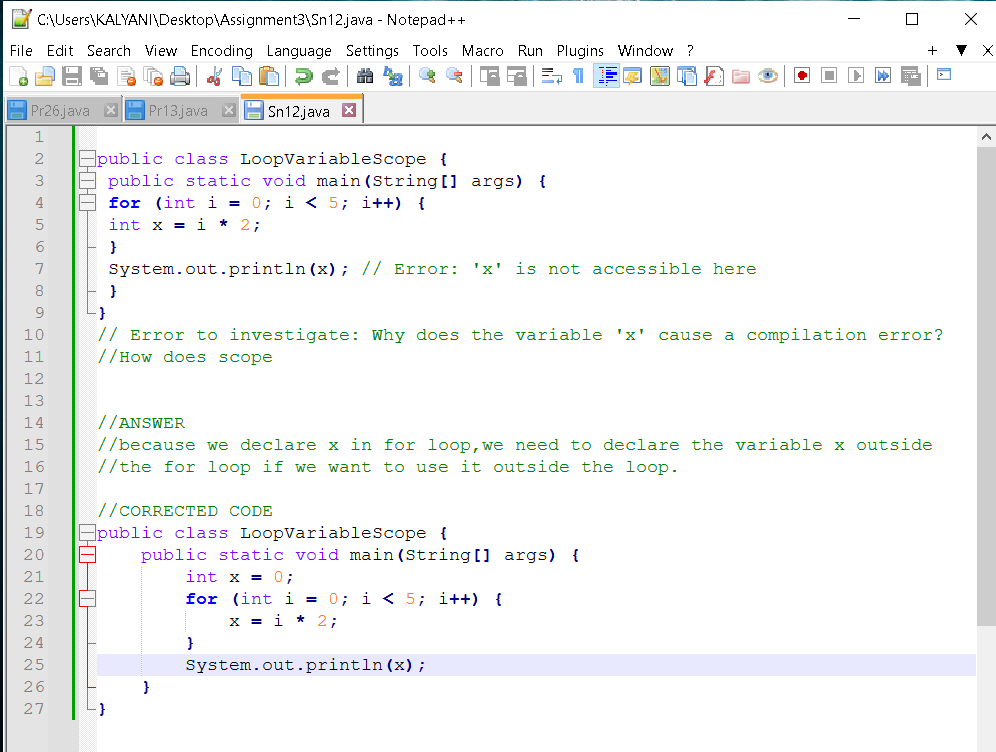 C:\Users\KALYANI\Desktop\Assignment3\Sn12.java - Notepad++
File Edit Search View Encoding Language Settings Tools Macro Run Plugins Window ? + ▼ X
Pr26.java Pr13.java Sn12.java
1
2 public class LoopVariableScope {
3 public static void main(String[] args) {
4 for (int i = 0; i < 5; i++) {
5 int x = i * 2;
6 }
7 System.out.println(x); // Error: 'x' is not accessible here
8 }
9 }
10 // Error to investigate: Why does the variable 'x' cause a compilation error?
11 //How does scope
12
13
14 //ANSWER
15 //because we declare x in for loop,we need to declare the variable x outside
16 //the for loop if we want to use it outside the loop.
17
18 //CORRECTED CODE
19 public class LoopVariableScope {
20 public static void main(String[] args) {
21 int x = 0;
22 for (int i = 0; i < 5; i++) {
23 x = i * 2;
24 }
25 System.out.println(x);
26 }
27 }